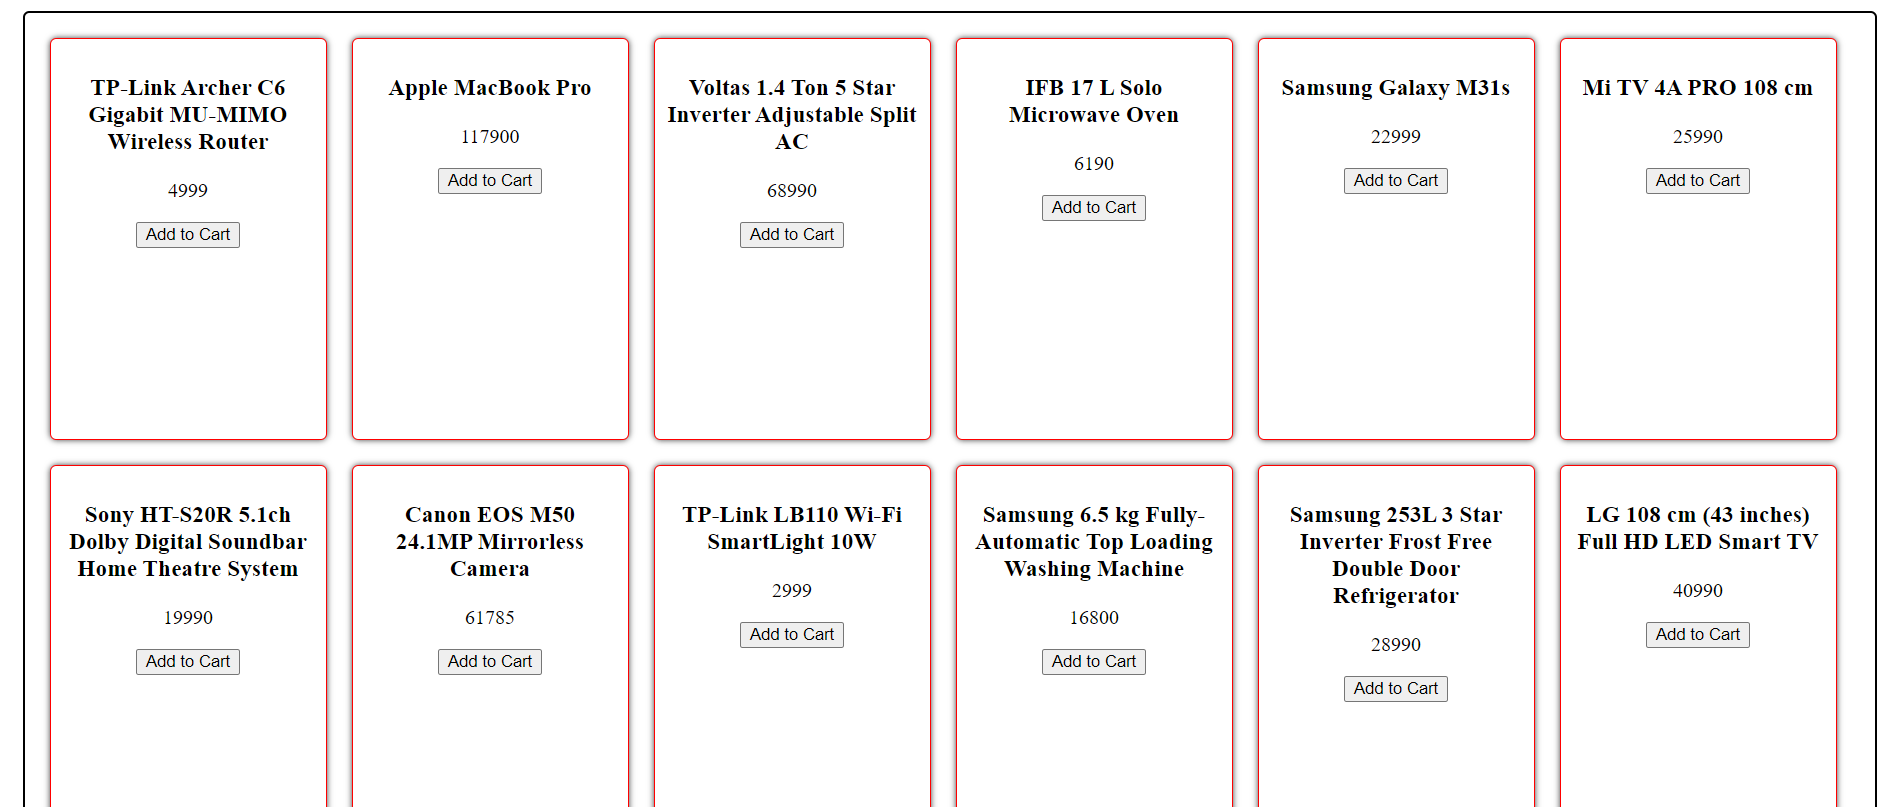 TP-Link Archer C6
Gigabit MU-MIMO
Wireless Router
4999
Add to Cart
Apple MacBook Pro
117900
Add to Cart
Voltas 1.4 Ton 5 Star
Inverter Adjustable Split
AC
68990
Add to Cart
IFB 17 L Solo
Microwave Oven
6190
Add to Cart
Samsung Galaxy M31s
22999
Add to Cart
Mi TV 4A PRO 108 cm
25990
Add to Cart
Sony HT-S20R 5.1ch
Dolby Digital Soundbar
Home Theatre System
19990
Add to Cart
Canon EOS M50
24.1MP Mirrorless
Camera
61785
Add to Cart
TP-Link LB110 Wi-Fi
SmartLight 10W
2999
Add to Cart
Samsung 6.5 kg Fully-
Automatic Top Loading
Washing Machine
16800
Add to Cart
Samsung 253L 3 Star
Inverter Frost Free
Double Door
Refrigerator
28990
Add to Cart
LG 108 cm (43 inches)
Full HD LED Smart TV
40990
Add to Cart